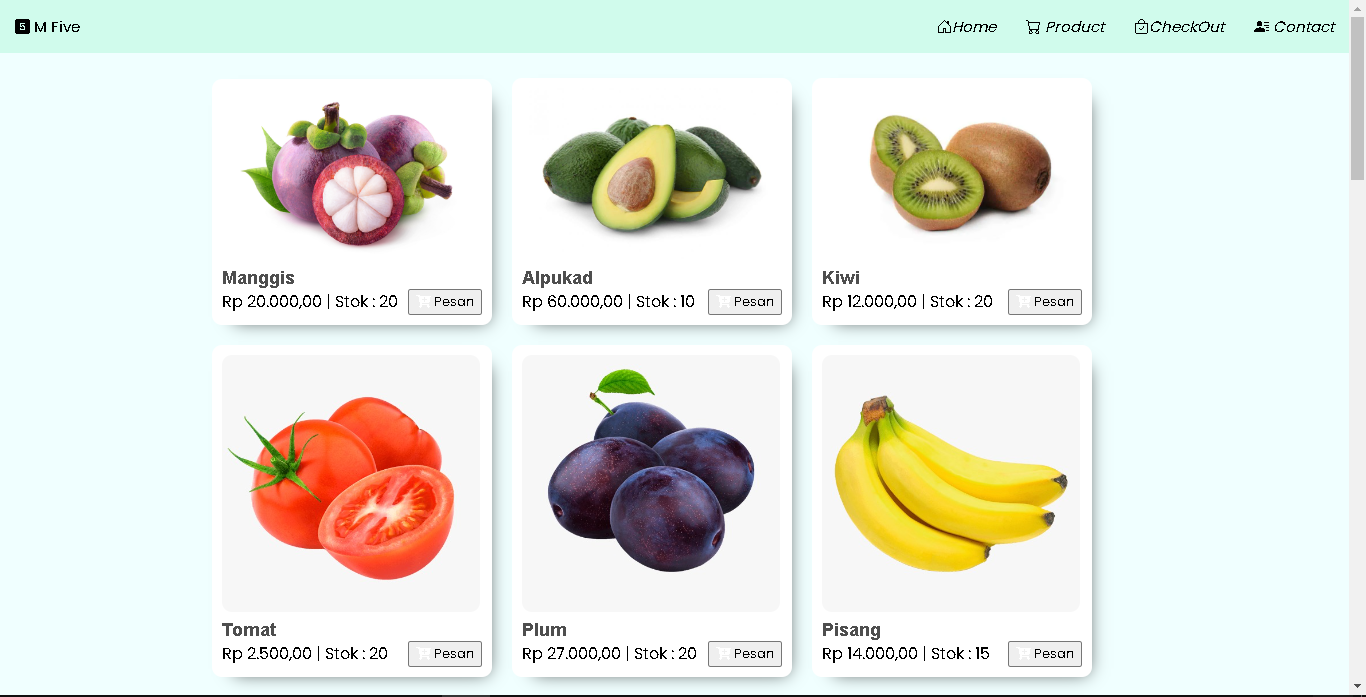 5 M Five
Home Product CheckOut Contact
Manggis
Rp 20.000,00 | Stok : 20 Pesan
Alpukad
Rp 60.000,00 | Stok : 10 Pesan
Kiwi
Rp 12.000,00 | Stok : 20 Pesan
Tomat
Rp 2.500,00 | Stok : 20 Pesan
Plum
Rp 27.000,00 | Stok : 20 Pesan
Pisang
Rp 14.000,00 | Stok : 15 Pesan